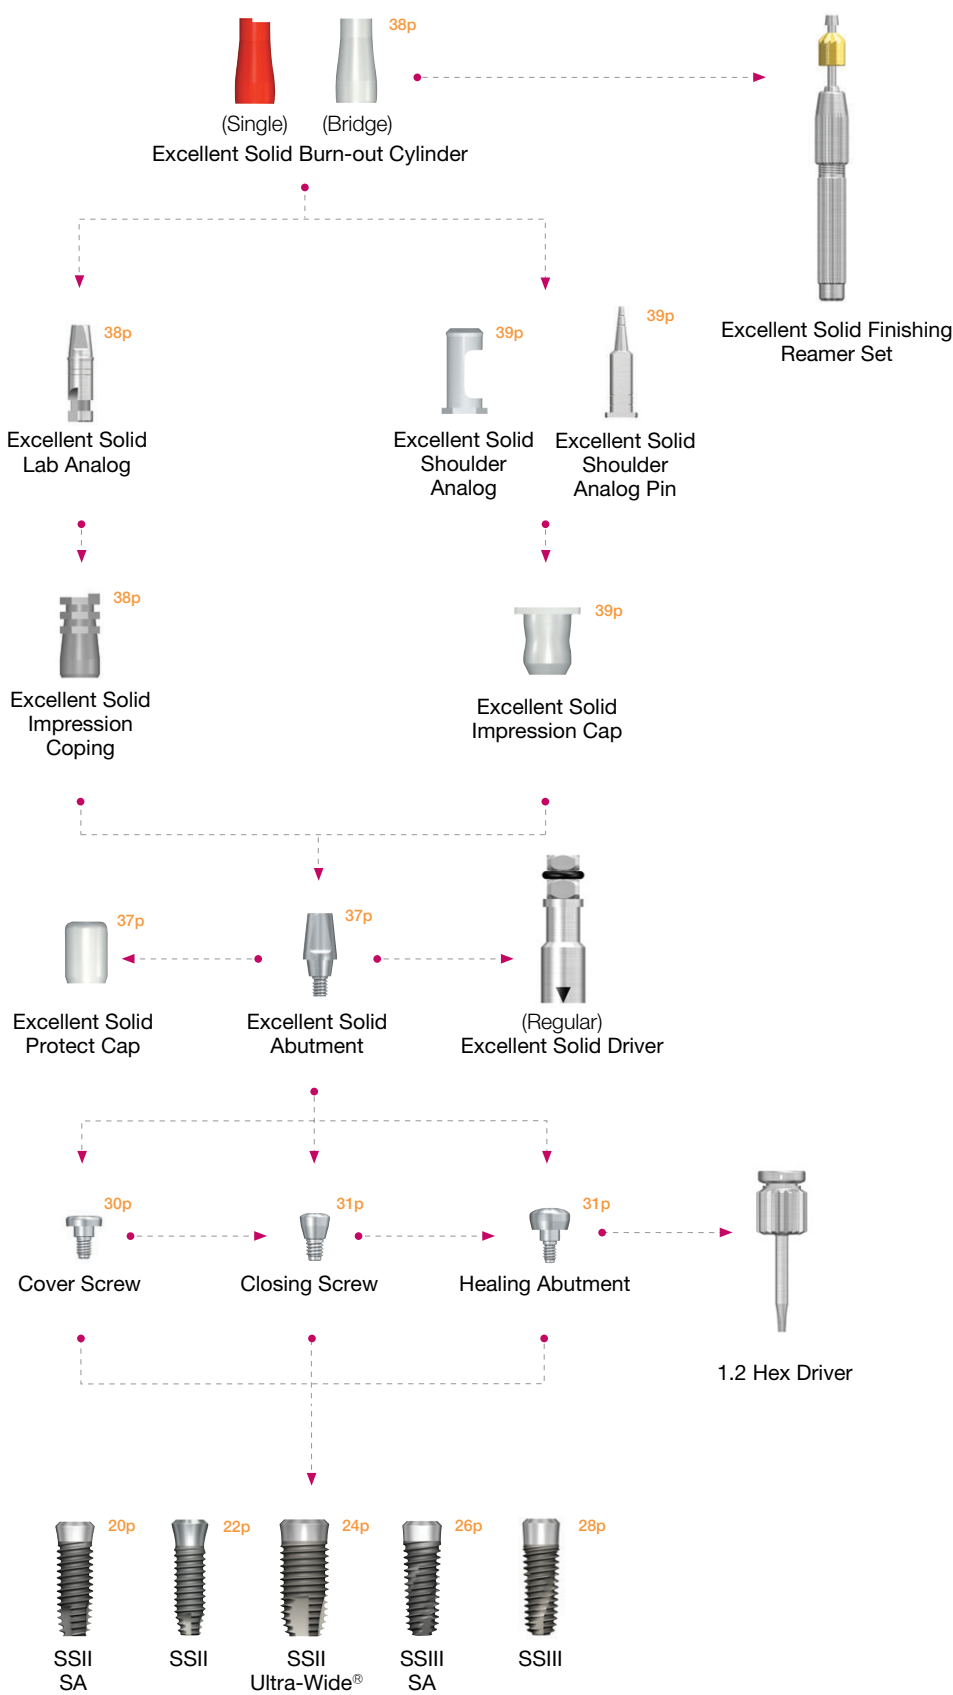 38p
(Single)
(Bridge)
Excellent Solid Burn-out Cylinder
Excellent Solid Finishing
Reamer Set
38p
Excellent Solid
Lab Analog
39p
Excellent Solid
Shoulder
Analog
39p
Excellent Solid
Shoulder
Analog Pin
38p
Excellent Solid
Impression
Coping
39p
Excellent Solid
Impression Cap
37p
Excellent Solid
Protect Cap
37p
Excellent Solid
Abutment
(Regular)
Excellent Solid Driver
30p
Cover Screw
31p
Closing Screw
31p
Healing Abutment
1.2 Hex Driver
20p
SSII
SA
22p
SSII
24p
SSII
Ultra-Wide®
26p
SSIII
SA
28p
SSIII